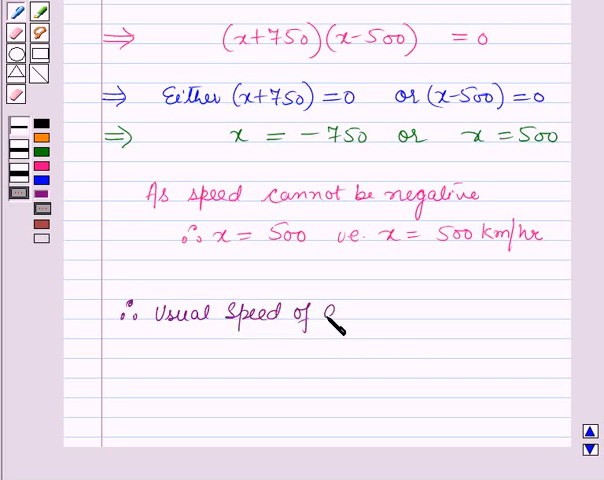 ⇒ (x+750)(x-500) = 0
⇒ Either (x+750)=0 or (x-500)=0
⇒ x = -750 or x = 500
As speed cannot be negative
∴ x = 500 i.e. x = 500 km/hr
∴ Usual Speed of